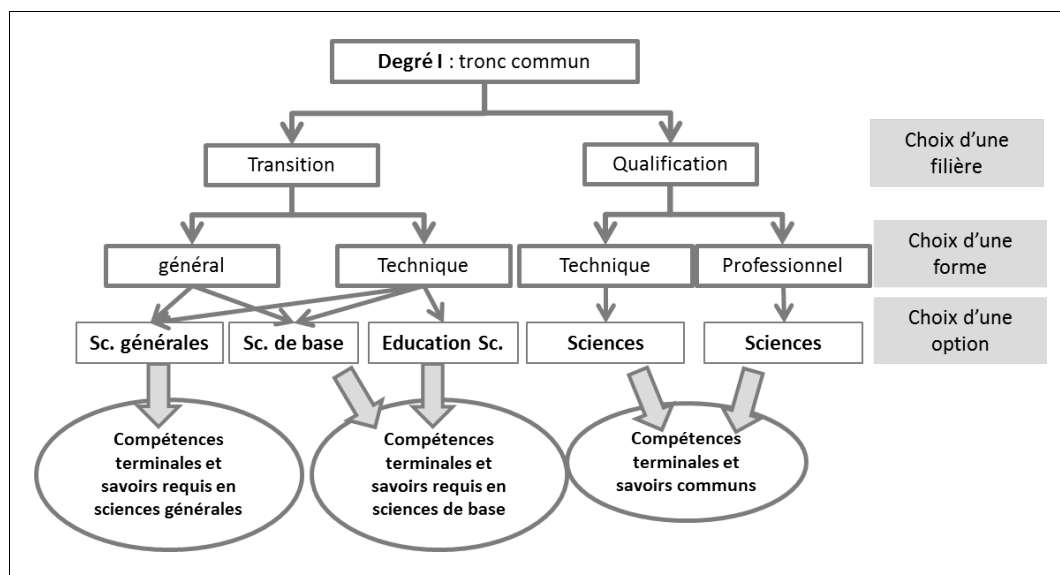 Degré I : tronc commun
Transition
Qualification
Choix d'une
filière
général
Technique
Technique
Professionnel
Choix d'une
forme
Sc. générales
Sc. de base
Education Sc.
Sciences
Sciences
Choix d'une
option
Compétences
terminales et
savoirs requis en
sciences générales
Compétences
terminales et
savoirs requis en
sciences de base
Compétences
terminales et
savoirs communs